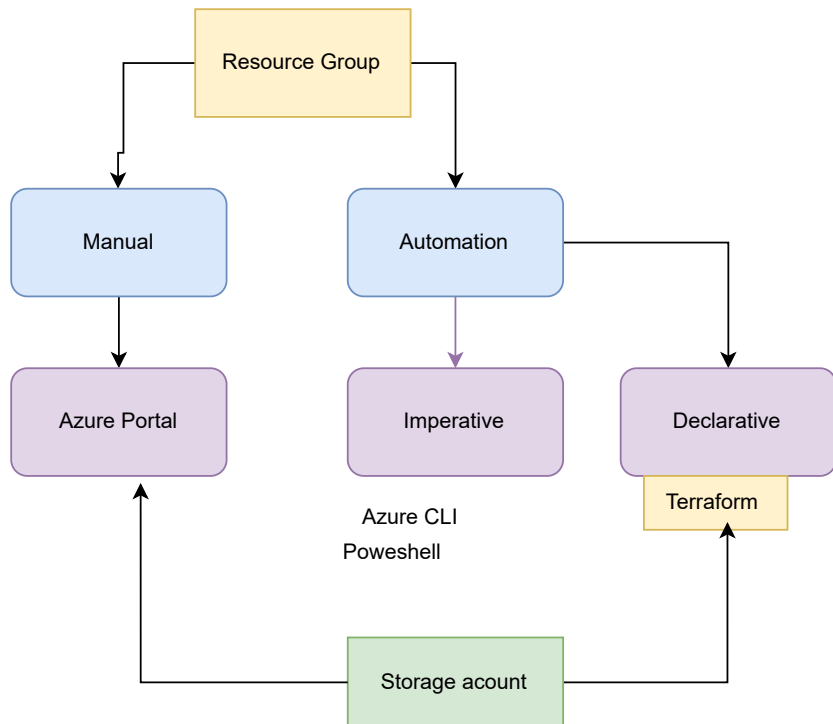 Resource Group
Manual
Automation
Azure Portal
Imperative
Declarative
Terraform
Azure CLI
Poweshell
Storage acount